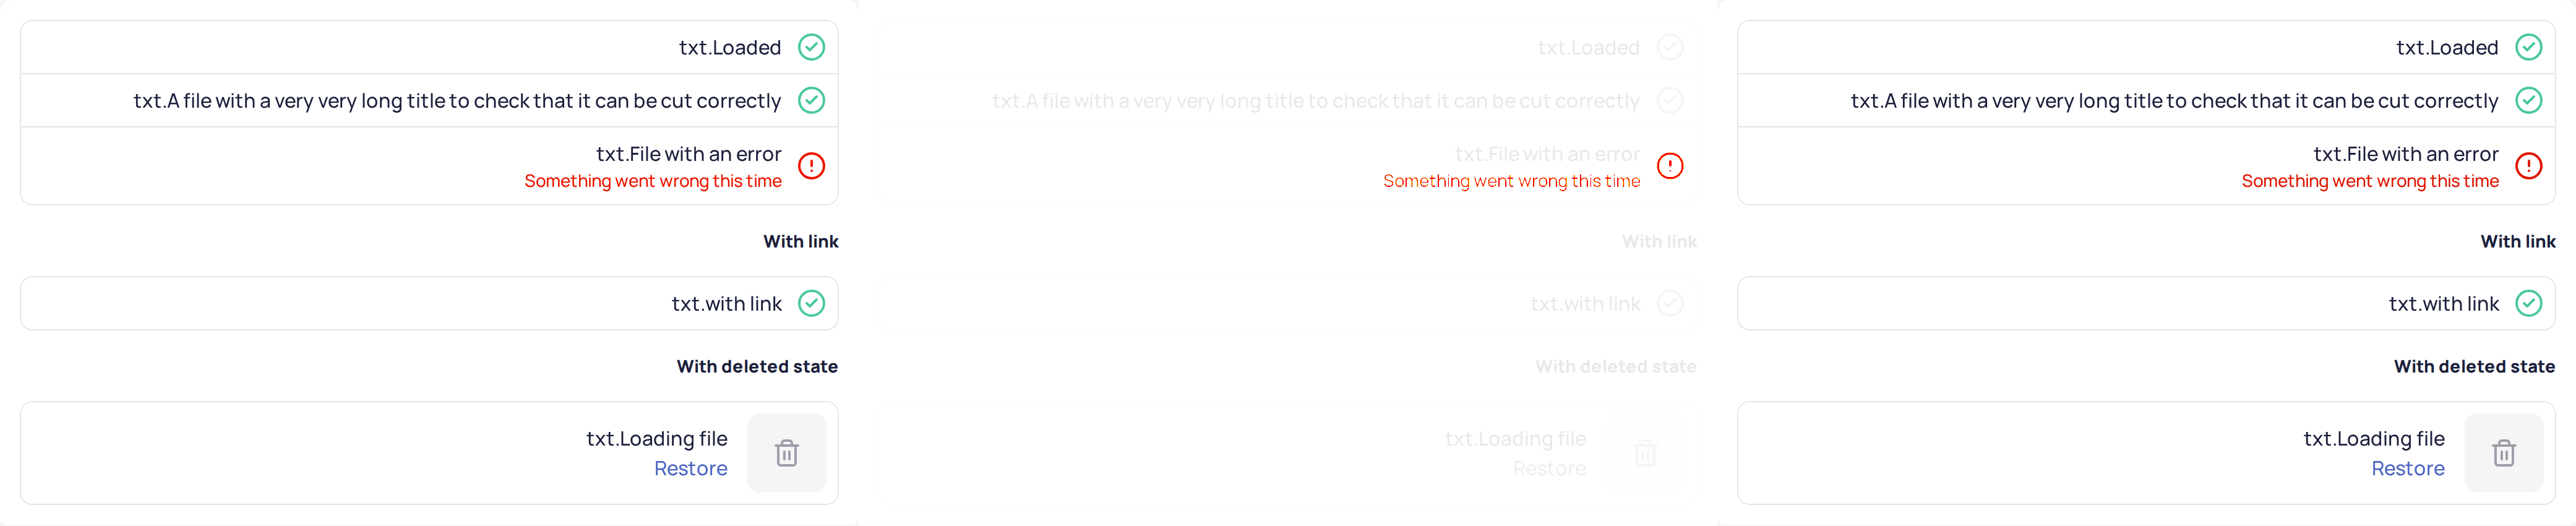 txt.Loaded
txt.A file with a very very long title to check that it can be cut correctly
txt.File with an error
Something went wrong this time
With link
txt.with link
With deleted state
txt.Loading file
Restore
txt.Loaded
txt.A file with a very very long title to check that it can be cut correctly
txt.File with an error
Something went wrong this time
With link
txt.with link
With deleted state
txt.Loading file
Restore
txt.Loaded
txt.A file with a very very long title to check that it can be cut correctly
txt.File with an error
Something went wrong this time
With link
txt.with link
With deleted state
txt.Loading file
Restore